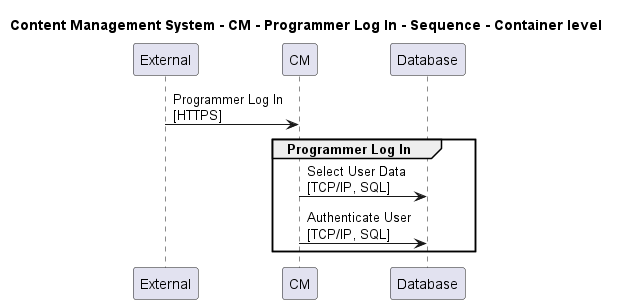 Content Management System - CM - Programmer Log In - Sequence - Container level
External CM Database
Programmer Log In
[HTTPS]
Programmer Log In
Select User Data
[TCP/IP, SQL]
Authenticate User
[TCP/IP, SQL]
External CM Database